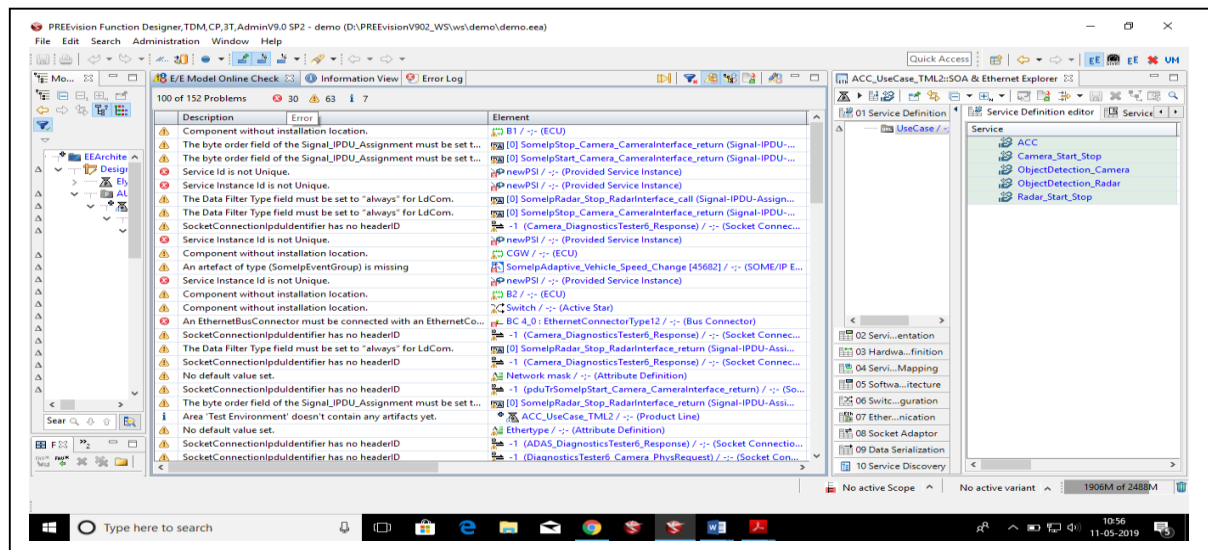 PREEvision Function Designer,TDM,CP,3T,AdminV9.0 SP2 - demo (D:\PREEvisionV902_WS\ws\demo\demo.eea)
File Edit Search Administration Window Help
Quick Access
EE
EE
VM
Mo...
E/E Model Online Check
Information View
Error Log
ACC_UseCase_TML2::SOA & Ethernet Explorer
100 of 152 Problems 30 63 i 7
Description Element
Error
Component without installation location. B1 / -;- (ECU)
The byte order field of the Signal_IPDU_Assignment must be set t... [0] SomeIpStop_Camera_CameraInterface_return (Signal-IPDU-...
The byte order field of the Signal_IPDU_Assignment must be set t... [0] SomeIpStart_Camera_CameraInterface_return (Signal-IPDU-...
Service Id is not Unique. newPSI / -;- (Provided Service Instance)
Service Instance Id is not Unique. newPSI / -;- (Provided Service Instance)
The Data Filter Type field must be set to "always" for LdCom. [0] SomeIpRadar_Stop_RadarInterface_call (Signal-IPDU-Assign...
The Data Filter Type field must be set to "always" for LdCom. [0] SomeIpStop_Camera_CameraInterface_return (Signal-IPDU-...
SocketConnectionIpduIdentifier has no headerID -1 (Camera_DiagnosticsTester6_Response) / -;- (Socket Connec...
Service Instance Id is not Unique. newPSI / -;- (Provided Service Instance)
Component without installation location. CGW / -;- (ECU)
An artefact of type (SomeIpEventGroup) is missing SomeIpAdaptive_Vehicle_Speed_Change [45682] / -;- (SOME/IP E...
Service Instance Id is not Unique. newPSI / -;- (Provided Service Instance)
Component without installation location. B2 / -;- (ECU)
Component without installation location. Switch / -;- (Active Star)
An EthernetBusConnector must be connected with an EthernetCo... BC 4_0 : EthernetConnectorType12 / -;- (Bus Connector)
SocketConnectionIpduIdentifier has no headerID -1 (Camera_DiagnosticsTester6_Response) / -;- (Socket Connec...
The Data Filter Type field must be set to "always" for LdCom. [0] SomeIpRadar_Stop_RadarInterface_return (Signal-IPDU-Assi...
SocketConnectionIpduIdentifier has no headerID -1 (Camera_DiagnosticsTester6_Response) / -;- (Socket Connec...
No default value set. Network mask / -;- (Attribute Definition)
SocketConnectionIpduIdentifier has no headerID -1 (pduTrSomeIpStart_Camera_CameraInterface_return) / -;- (So...
The byte order field of the Signal_IPDU_Assignment must be set t... [0] SomeIpRadar_Stop_RadarInterface_return (Signal-IPDU-Assi...
i Area 'Test Environment' doesn't contain any artifacts yet. ACC_UseCase_TML2 / -;- (Product Line)
No default value set. Ethertype / -;- (Attribute Definition)
SocketConnectionIpduIdentifier has no headerID -1 (ADAS_DiagnosticsTester6_Response) / -;- (Socket Connectio...
SocketConnectionIpduIdentifier has no headerID -1 (DiagnosticsTester6_Camera_PhysRequest) / -;- (Socket Con...
EEArchite
Design
Ely
AU
Sear
F
2
01 Service Definition
UseCase / -;
02 Servi...entation
03 Hardwa...finition
04 Servi...Mapping
05 Softwa...itecture
06 Switc...guration
07 Ether...nication
08 Socket Adaptor
09 Data Serialization
10 Service Discovery
Service Definition editor
Service
Service
ACC
Camera_Start_Stop
ObjectDetection_Camera
ObjectDetection_Radar
Radar_Start_Stop
No active Scope
No active variant
1906M of 2488M
Type here to search
10:56
11-05-2019
5